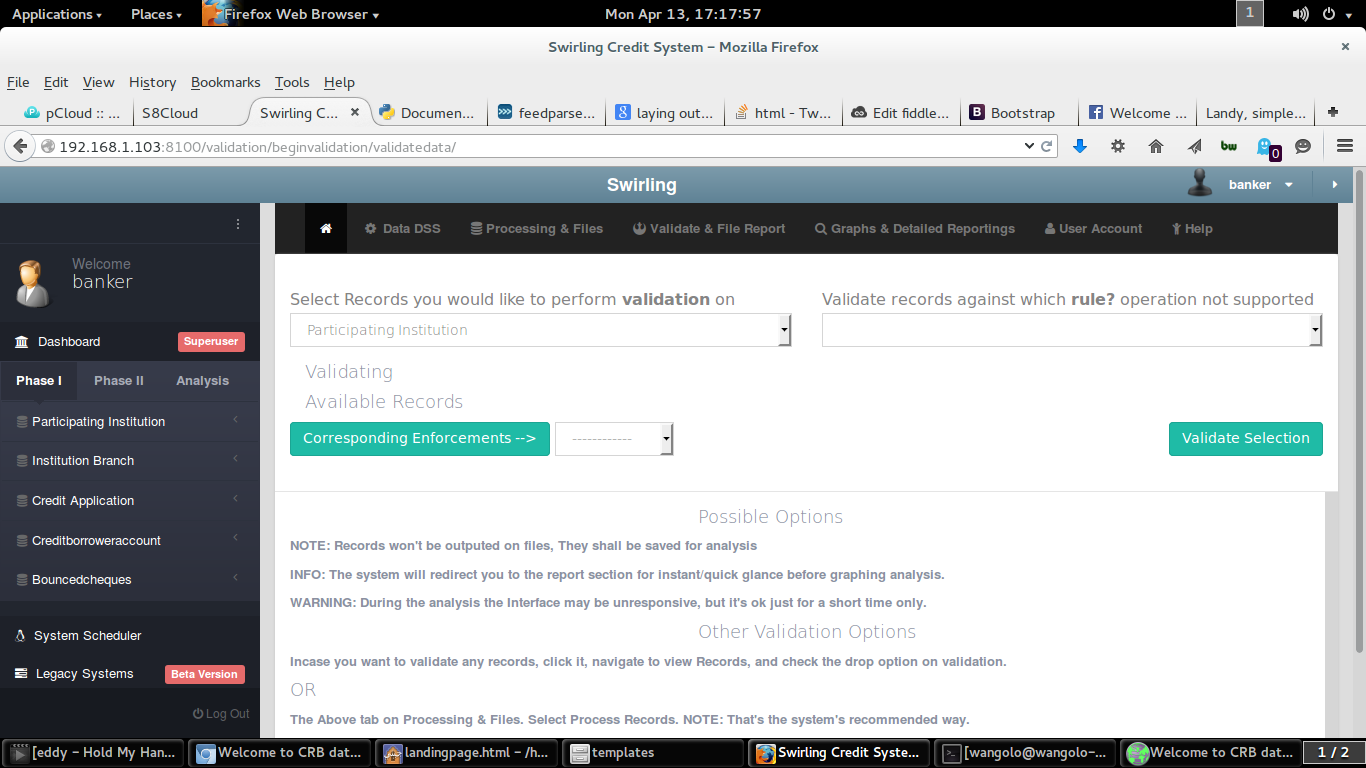 Applications Places Firefox Web Browser Mon Apr 13, 17:17:57 1
Swirling Credit System – Mozilla Firefox ×
File Edit View History Bookmarks Tools Help
pCloud :: ... S8Cloud Swirling C... × Documen... feedparse... laying out... html - Tw... Edit fiddle... B Bootstrap Welcome ... Landy, simple...
192.168.1.103:8100/validation/beginvalidation/validatedata/ bw 0
Swirling banker
Data DSS Processing & Files Validate & File Report Graphs & Detailed Reportings User Account Help
Welcome
banker
Dashboard Superuser
Phase I Phase II Analysis
Participating Institution
Institution Branch
Credit Application
Creditborroweraccount
Bouncedcheques
System Scheduler
Legacy Systems Beta Version
Log Out
Select Records you would like to perform validation on
Participating Institution
Validate records against which rule? operation not supported
Validating
Available Records
Corresponding Enforcements --> ------------ Validate Selection
Possible Options
NOTE: Records won't be outputed on files, They shall be saved for analysis
INFO: The system will redirect you to the report section for instant/quick glance before graphing analysis.
WARNING: During the analysis the Interface may be unresponsive, but it's ok just for a short time only.
Other Validation Options
Incase you want to validate any records, click it, navigate to view Records, and check the drop option on validation.
OR
The Above tab on Processing & Files. Select Process Records. NOTE: That's the system's recommended way.
[eddy – Hold My Han... Welcome to CRB dat... landingpage.html – /h... templates Swirling Credit Syste... [wangolo@wangolo-... Welcome to CRB dat... 1 / 2